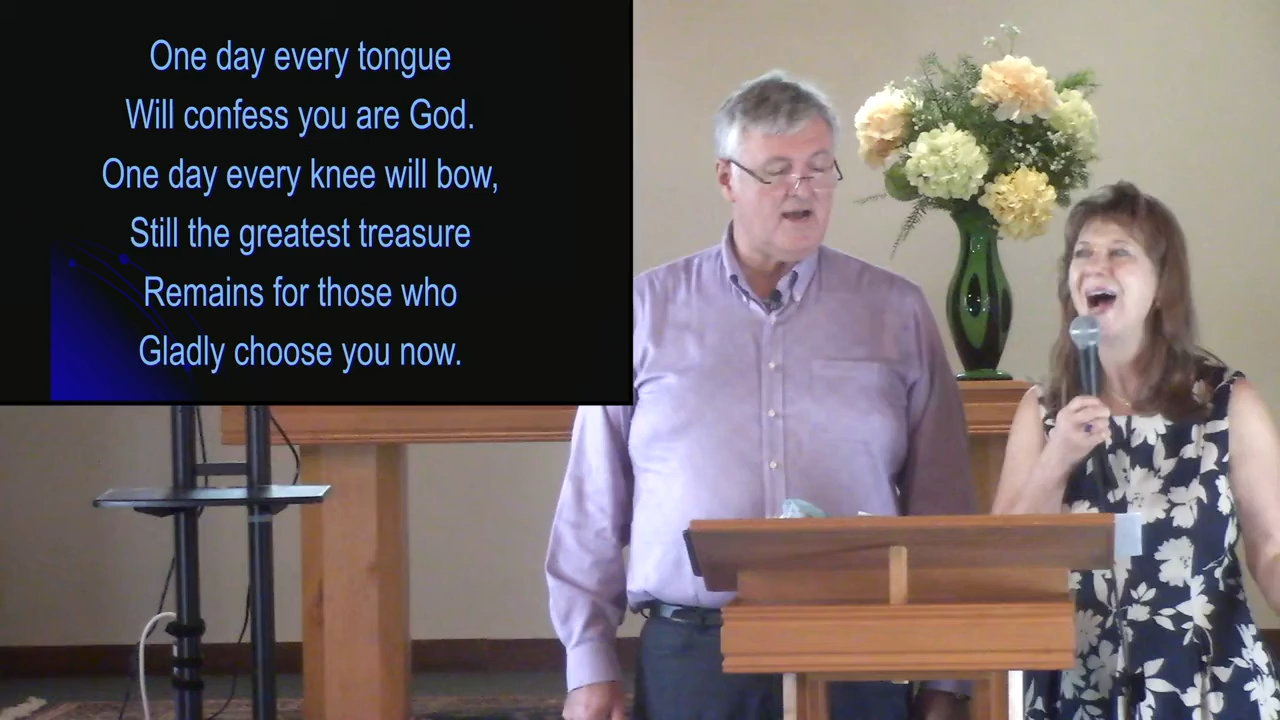 One day every tongue
Will confess you are God.
One day every knee will bow,
Still the greatest treasure
Remains for those who
Gladly choose you now.